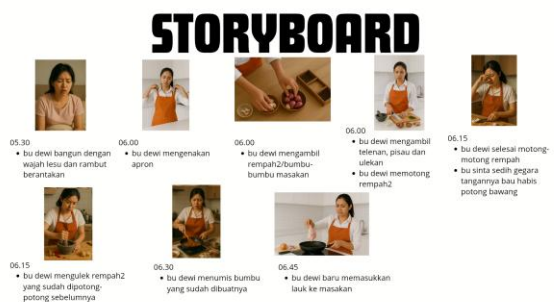 STORYBOARD
05.30
• bu dewi bangun dengan
wajah lesu dan rambut
berantakan
06.00
• bu dewi mengenakan
apron
06.00
• bu dewi mengambil
rempah2/bumbu-
bumbu masakan
06.00
• bu dewi mengambil
telenan, pisau dan
ulekan
• bu dewi memotong
rempah2
06.15
• bu dewi selesai motong-
motong rempah
• bu sinta sedih gegara
tangannya bau habis
potong bawang
06.15
• bu dewi mengulek rempah2
yang sudah dipotong-
potong sebelumnya
06.30
• bu dewi menumis bumbu
yang sudah dibuatnya
06.45
• bu dewi baru memasukkan
lauk ke masakan